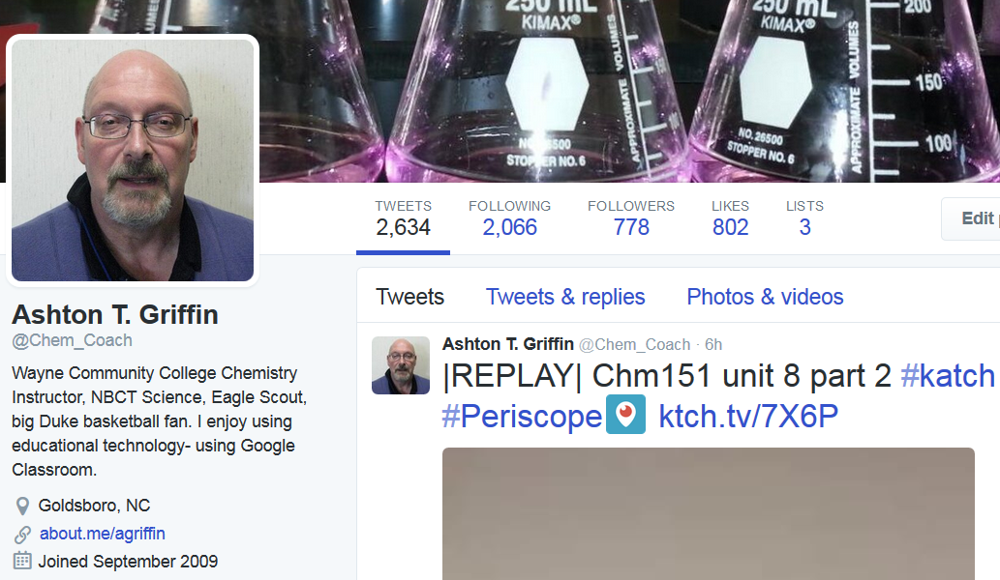 250 mL
KIMAX®
NO. 26500
STOPPER NO. 6
APPROXIMATE VOLUMES
250 mL
KIMAX®
NO. 26500
STOPPER NO. 6
APPROXIMATE VOLUMES
200
150
100
TWEETS FOLLOWING FOLLOWERS LIKES LISTS
2,634 2,066 778 802 3
Edit
Ashton T. Griffin
@Chem_Coach
Wayne Community College Chemistry
Instructor, NBCT Science, Eagle Scout,
big Duke basketball fan. I enjoy using
educational technology- using Google
Classroom.
Goldsboro, NC
about.me/agriffin
Joined September 2009
Tweets Tweets & replies Photos & videos
Ashton T. Griffin @Chem_Coach · 6h
|REPLAY| Chm151 unit 8 part 2 #katch
#Periscope ktch.tv/7X6P